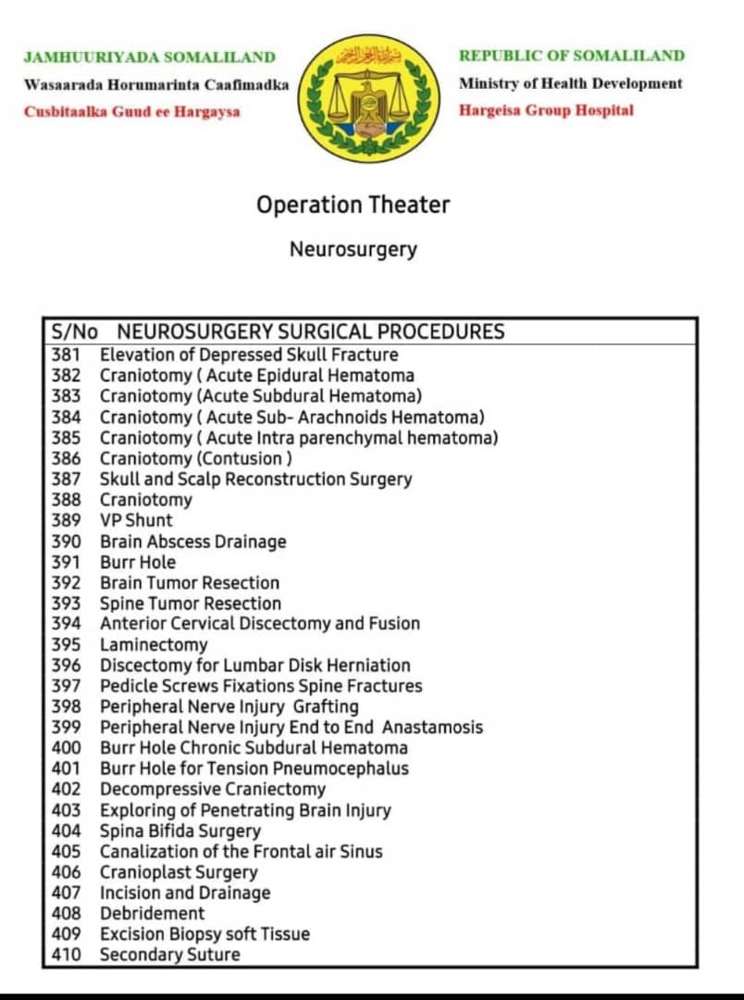 JAMHUURIYADA SOMALILAND
Wasaarada Horumarinta Caafimadka
Cusbitaalka Guud ee Hargaysa
REPUBLIC OF SOMALILAND
Ministry of Health Development
Hargeisa Group Hospital
Operation Theater
Neurosurgery
S/No NEUROSURGERY SURGICAL PROCEDURES
381 Elevation of Depressed Skull Fracture
382 Craniotomy ( Acute Epidural Hematoma
383 Craniotomy (Acute Subdural Hematoma)
384 Craniotomy ( Acute Sub- Arachnoids Hematoma)
385 Craniotomy ( Acute Intra parenchymal hematoma)
386 Craniotomy (Contusion )
387 Skull and Scalp Reconstruction Surgery
388 Craniotomy
389 VP Shunt
390 Brain Abscess Drainage
391 Burr Hole
392 Brain Tumor Resection
393 Spine Tumor Resection
394 Anterior Cervical Discectomy and Fusion
395 Laminectomy
396 Discectomy for Lumbar Disk Herniation
397 Pedicle Screws Fixations Spine Fractures
398 Peripheral Nerve Injury Grafting
399 Peripheral Nerve Injury End to End Anastamosis
400 Burr Hole Chronic Subdural Hematoma
401 Burr Hole for Tension Pneumocephalus
402 Decompressive Craniectomy
403 Exploring of Penetrating Brain Injury
404 Spina Bifida Surgery
405 Canalization of the Frontal air Sinus
406 Cranioplast Surgery
407 Incision and Drainage
408 Debridement
409 Excision Biopsy soft Tissue
410 Secondary Suture